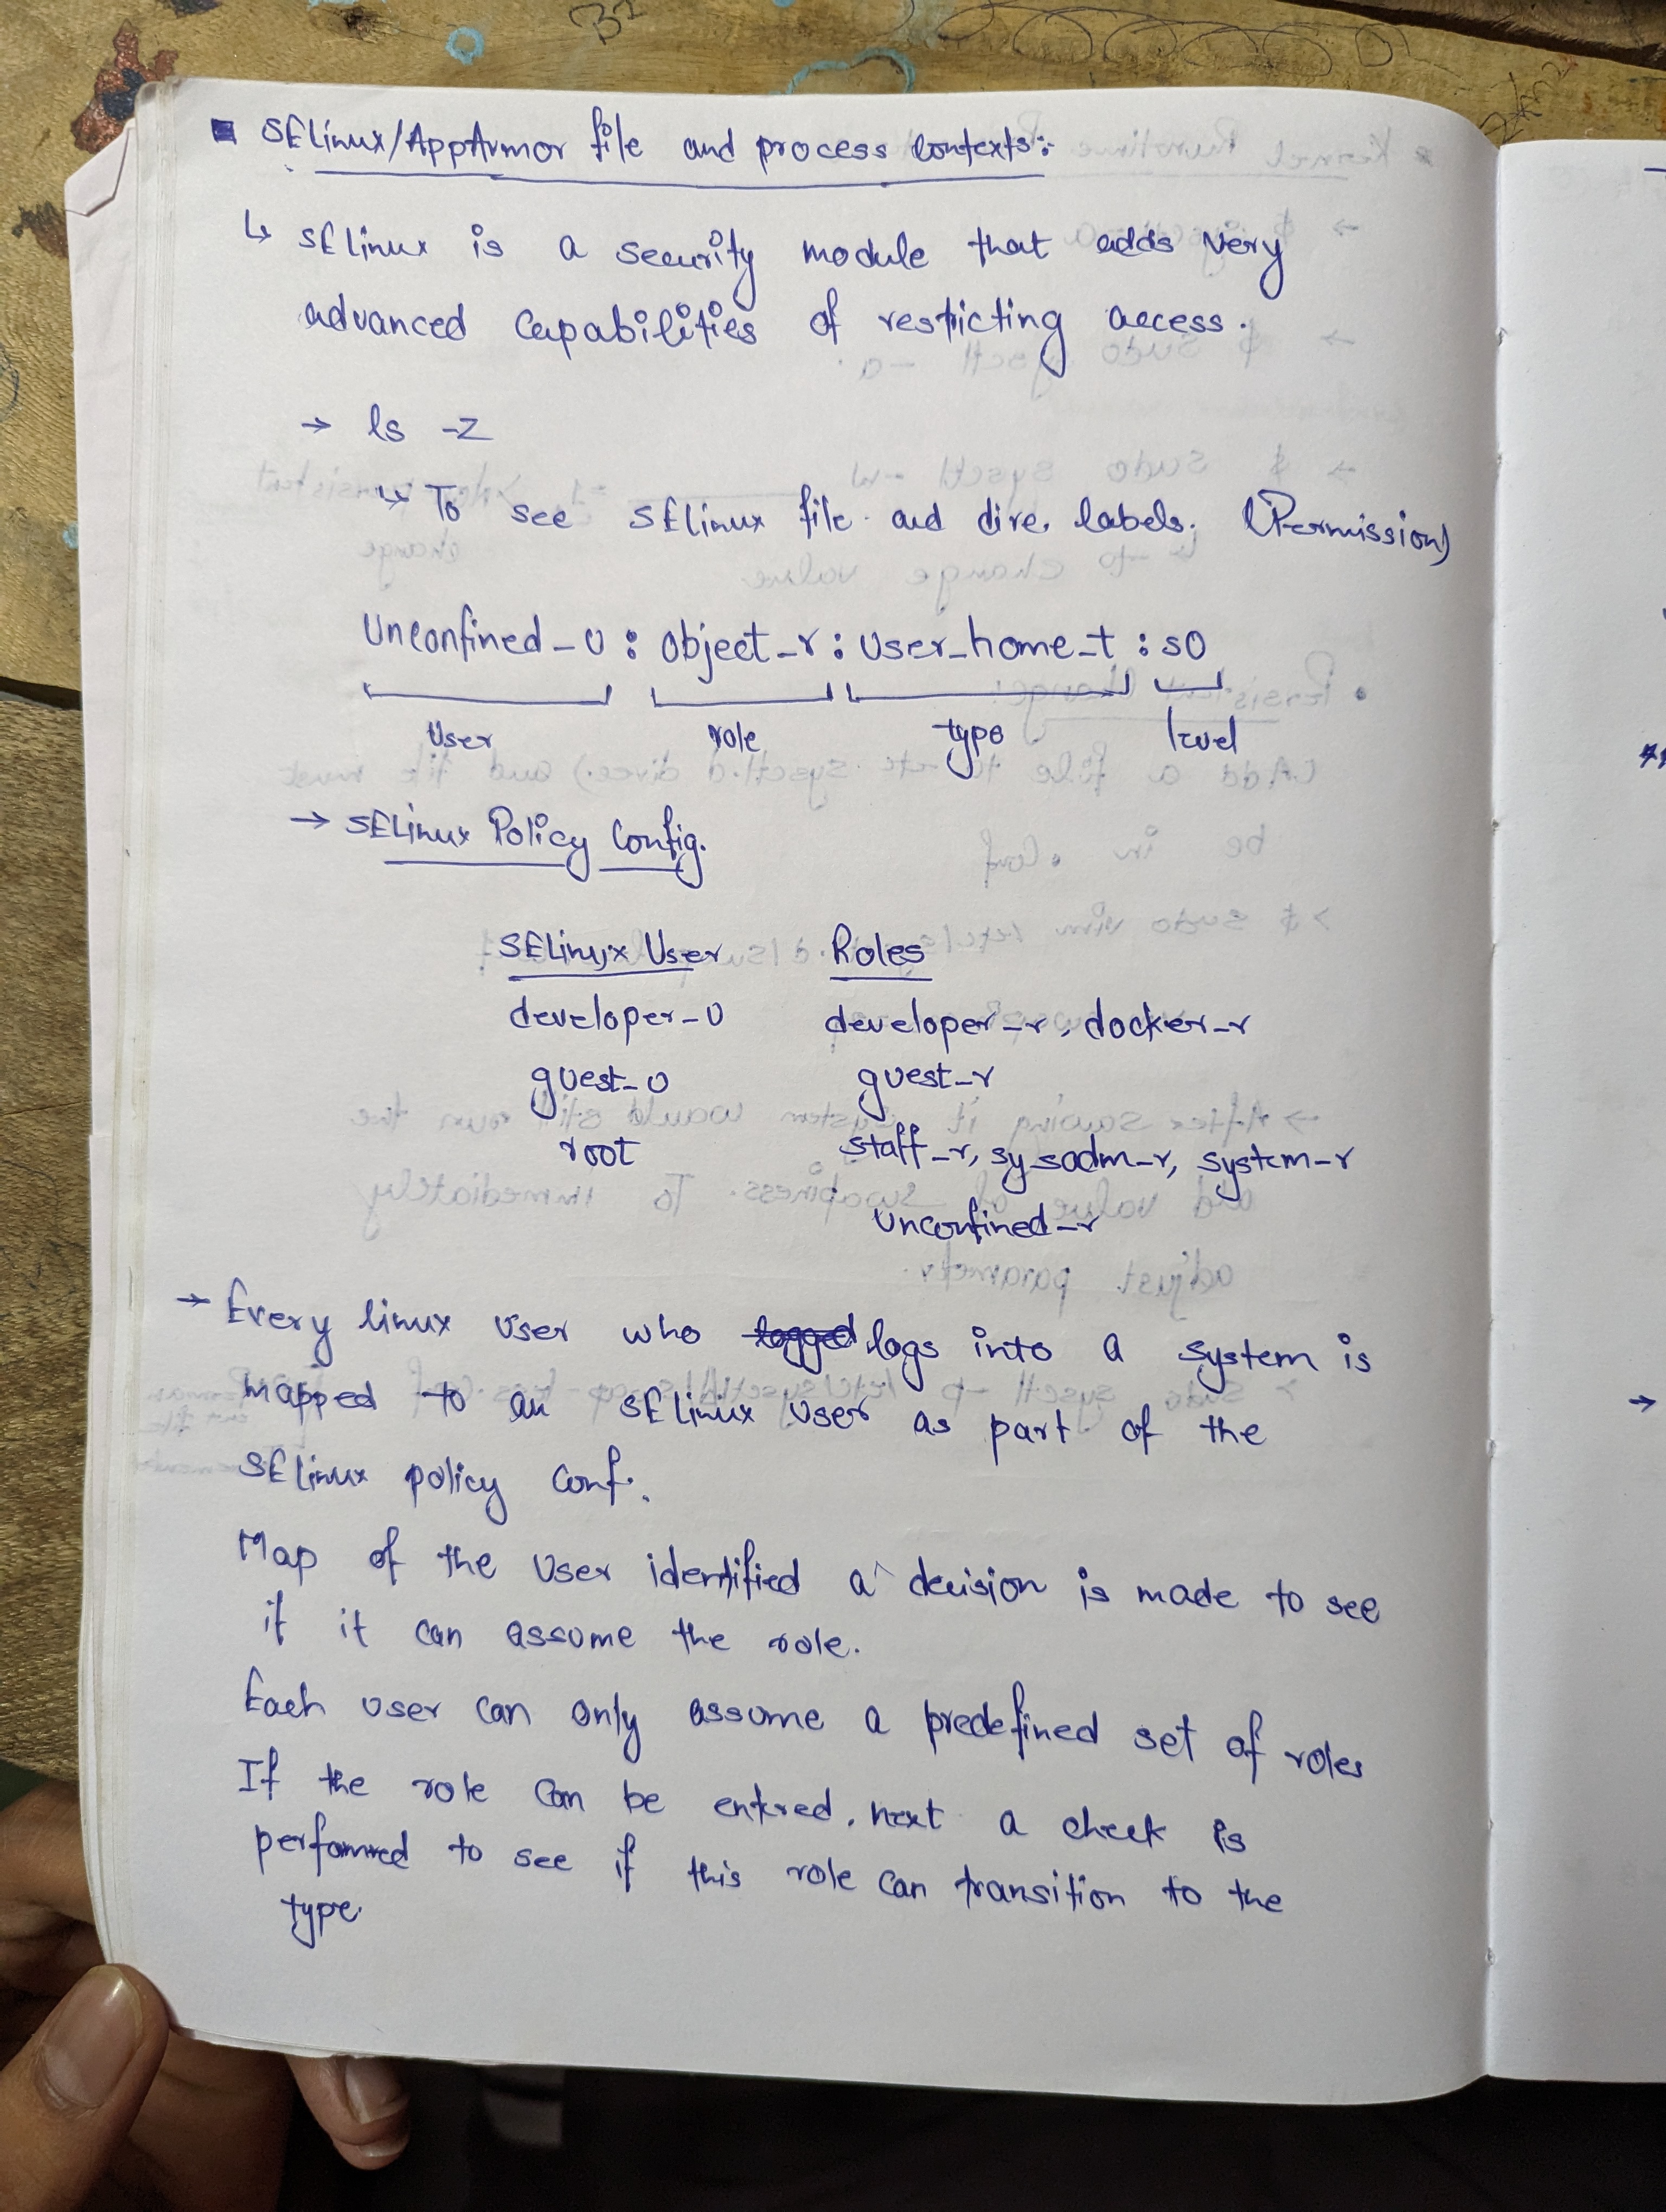 ▪ SElinux/AppArmor file and process contexts:-
↳ SElinux is a security module that adds very
advanced capabilities of restricting access.
→ ls -Z
↳ To see SElinux file and dire. labels. (Permission)
Unconfined_u : object_r : user_home_t : s0
User role type level
→ SELinux Policy Config.
SELinux User Roles
developer_u developer_r, docker_r
guest_u guest_r
root staff_r, sysadm_r, system_r
unconfined_r
→ Every linux user who logged logs into a system is
mapped to an SElinux user as part of the
SElinux policy conf.
Map of the user identified a decision is made to see
if it can assume the role.
Each user can only assume a predefined set of roles
If the role can be entred, next a check is
performed to see if this role can transition to the
type